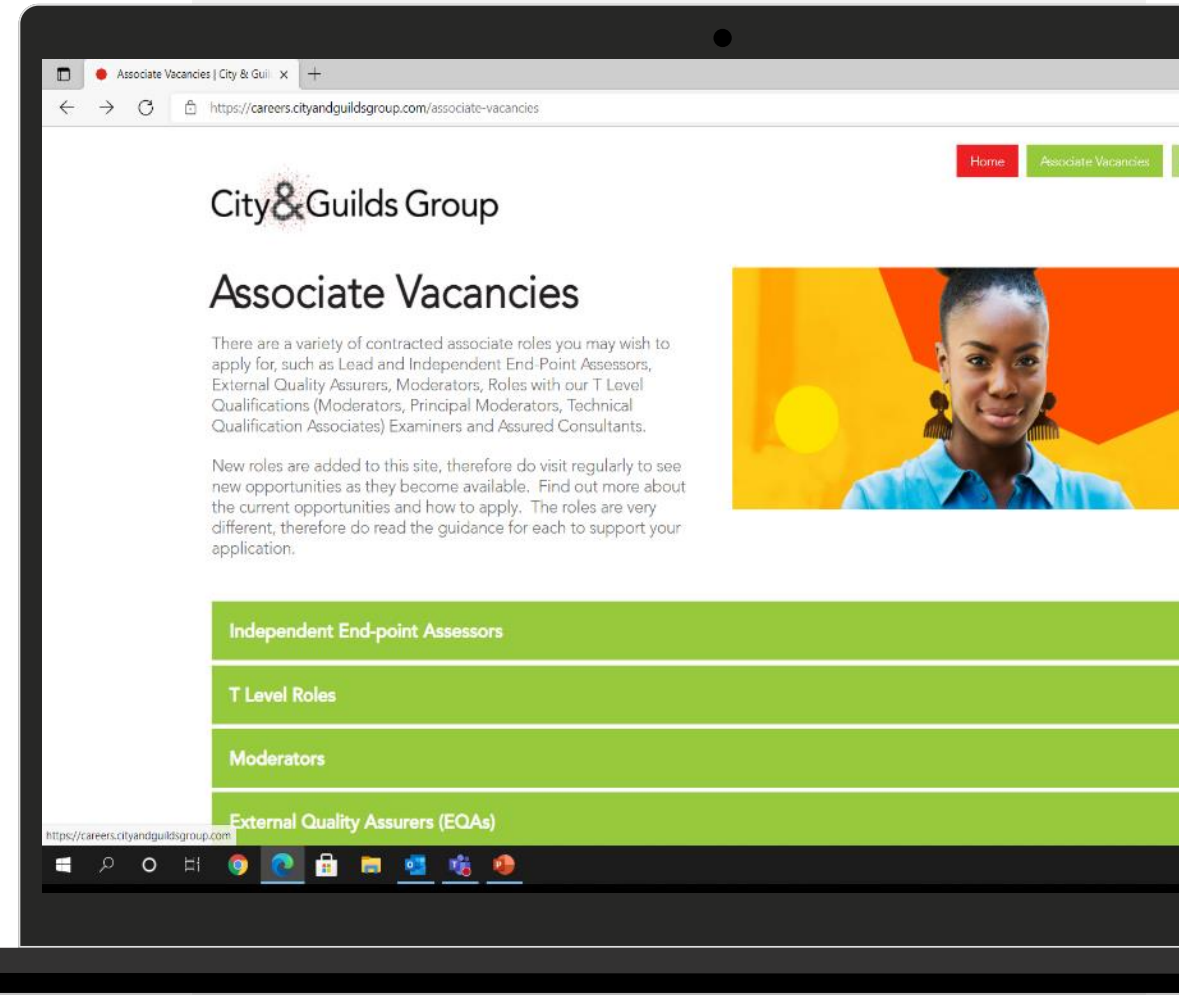 Associate Vacancies | City & Guil
https://careers.cityandguildsgroup.com/associate-vacancies
Home
Associate Vacancies
City&Guilds Group
Associate Vacancies
There are a variety of contracted associate roles you may wish to
apply for, such as Lead and Independent End-Point Assessors,
External Quality Assurers, Moderators, Roles with our T Level
Qualifications (Moderators, Principal Moderators, Technical
Qualification Associates) Examiners and Assured Consultants.
New roles are added to this site, therefore do visit regularly to see
new opportunities as they become available. Find out more about
the current opportunities and how to apply. The roles are very
different, therefore do read the guidance for each to support your
application.
Independent End-point Assessors
T Level Roles
Moderators
External Quality Assurers (EQAs)
https://careers.cityandguildsgroup.com